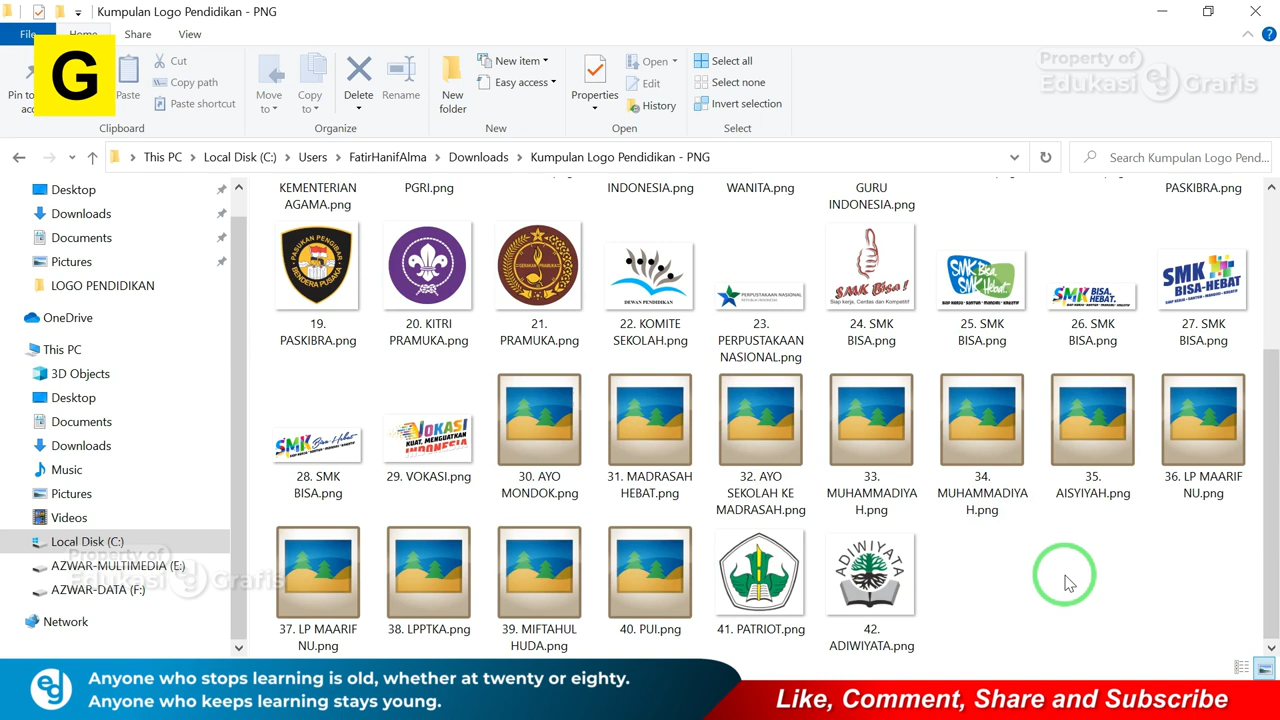 Kumpulan Logo Pendidikan - PNG
File
Home
Share
View
G
Pin to
Paste
Cut
Copy path
Paste shortcut
Clipboard
Move
to
Copy
to
Delete
Rename
Organize
New
folder
New item
Easy access
New
Properties
Open
Edit
History
Open
Select all
Select none
Invert selection
Select
Property of
Edukasi eg Grafis
This PC
Local Disk (C:)
Users
FatirHanifAlma
Downloads
Kumpulan Logo Pendidikan - PNG
Search Kumpulan Logo Pend...
Desktop
Downloads
Documents
Pictures
LOGO PENDIDIKAN
OneDrive
This PC
3D Objects
Desktop
Documents
Downloads
Music
Pictures
Videos
Local Disk (C:)
AZWAR-MULTIMEDIA (E:)
AZWAR-DATA (F:)
Network
Property of
Edukasi eg Grafis
KEMENTERIAN
AGAMA.png
PGRI.png
INDONESIA.png
WANITA.png
GURU
INDONESIA.png
PASKIBRA.png
PASUKAN PENGIBAR
BENDERA PUSAKA
GERAKAN PRAMUKA
DEWAN PENDIDIKAN
PERPUSTAKAAN NASIONAL
SMK Bisa!
Siap kerja, Cerdas dan Kompetitif
SMK Bisa,
SMK Hebat.
SMK BISA,
HEBAT.
SMK
BISA-HEBAT
19.
PASKIBRA.png
20. KITRI
PRAMUKA.png
21.
PRAMUKA.png
22. KOMITE
SEKOLAH.png
23.
PERPUSTAKAAN
NASIONAL.png
24. SMK
BISA.png
25. SMK
BISA.png
26. SMK
BISA.png
27. SMK
BISA.png
SMK Bisa Hebat
VOKASI
KUAT, MENGUATKAN
INDONESIA
28. SMK
BISA.png
29. VOKASI.png
30. AYO
MONDOK.png
31. MADRASAH
HEBAT.png
32. AYO
SEKOLAH KE
MADRASAH.png
33.
MUHAMMADIYA
H.png
34.
MUHAMMADIYA
H.png
35.
AISYIYAH.png
36. LP MAARIF
NU.png
ADIWIYATA
37. LP MAARIF
NU.png
38. LPPTKA.png
39. MIFTAHUL
HUDA.png
40. PUI.png
41. PATRIOT.png
42.
ADIWIYATA.png
eg
Anyone who stops learning is old, whether at twenty or eighty.
Anyone who keeps learning stays young.
Like, Comment, Share and Subscribe